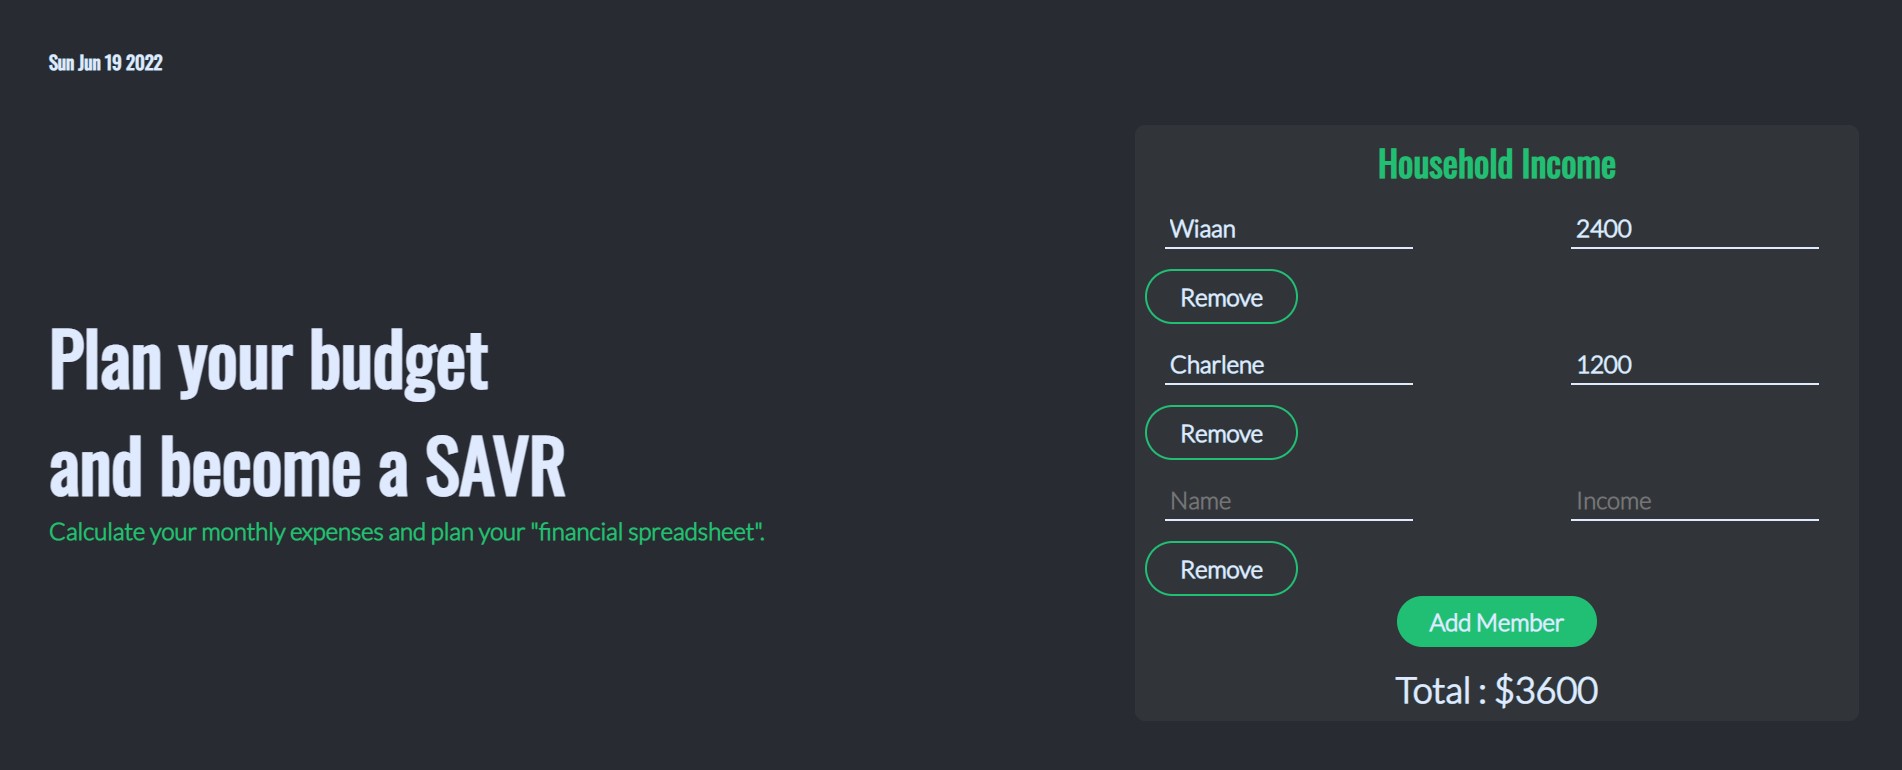 Sun Jun 19 2022
Plan your budget
and become a SAVR
Calculate your monthly expenses and plan your "financial spreadsheet".
Household Income
Wiaan 2400
Remove
Charlene 1200
Remove
Name Income
Remove
Add Member
Total : $3600